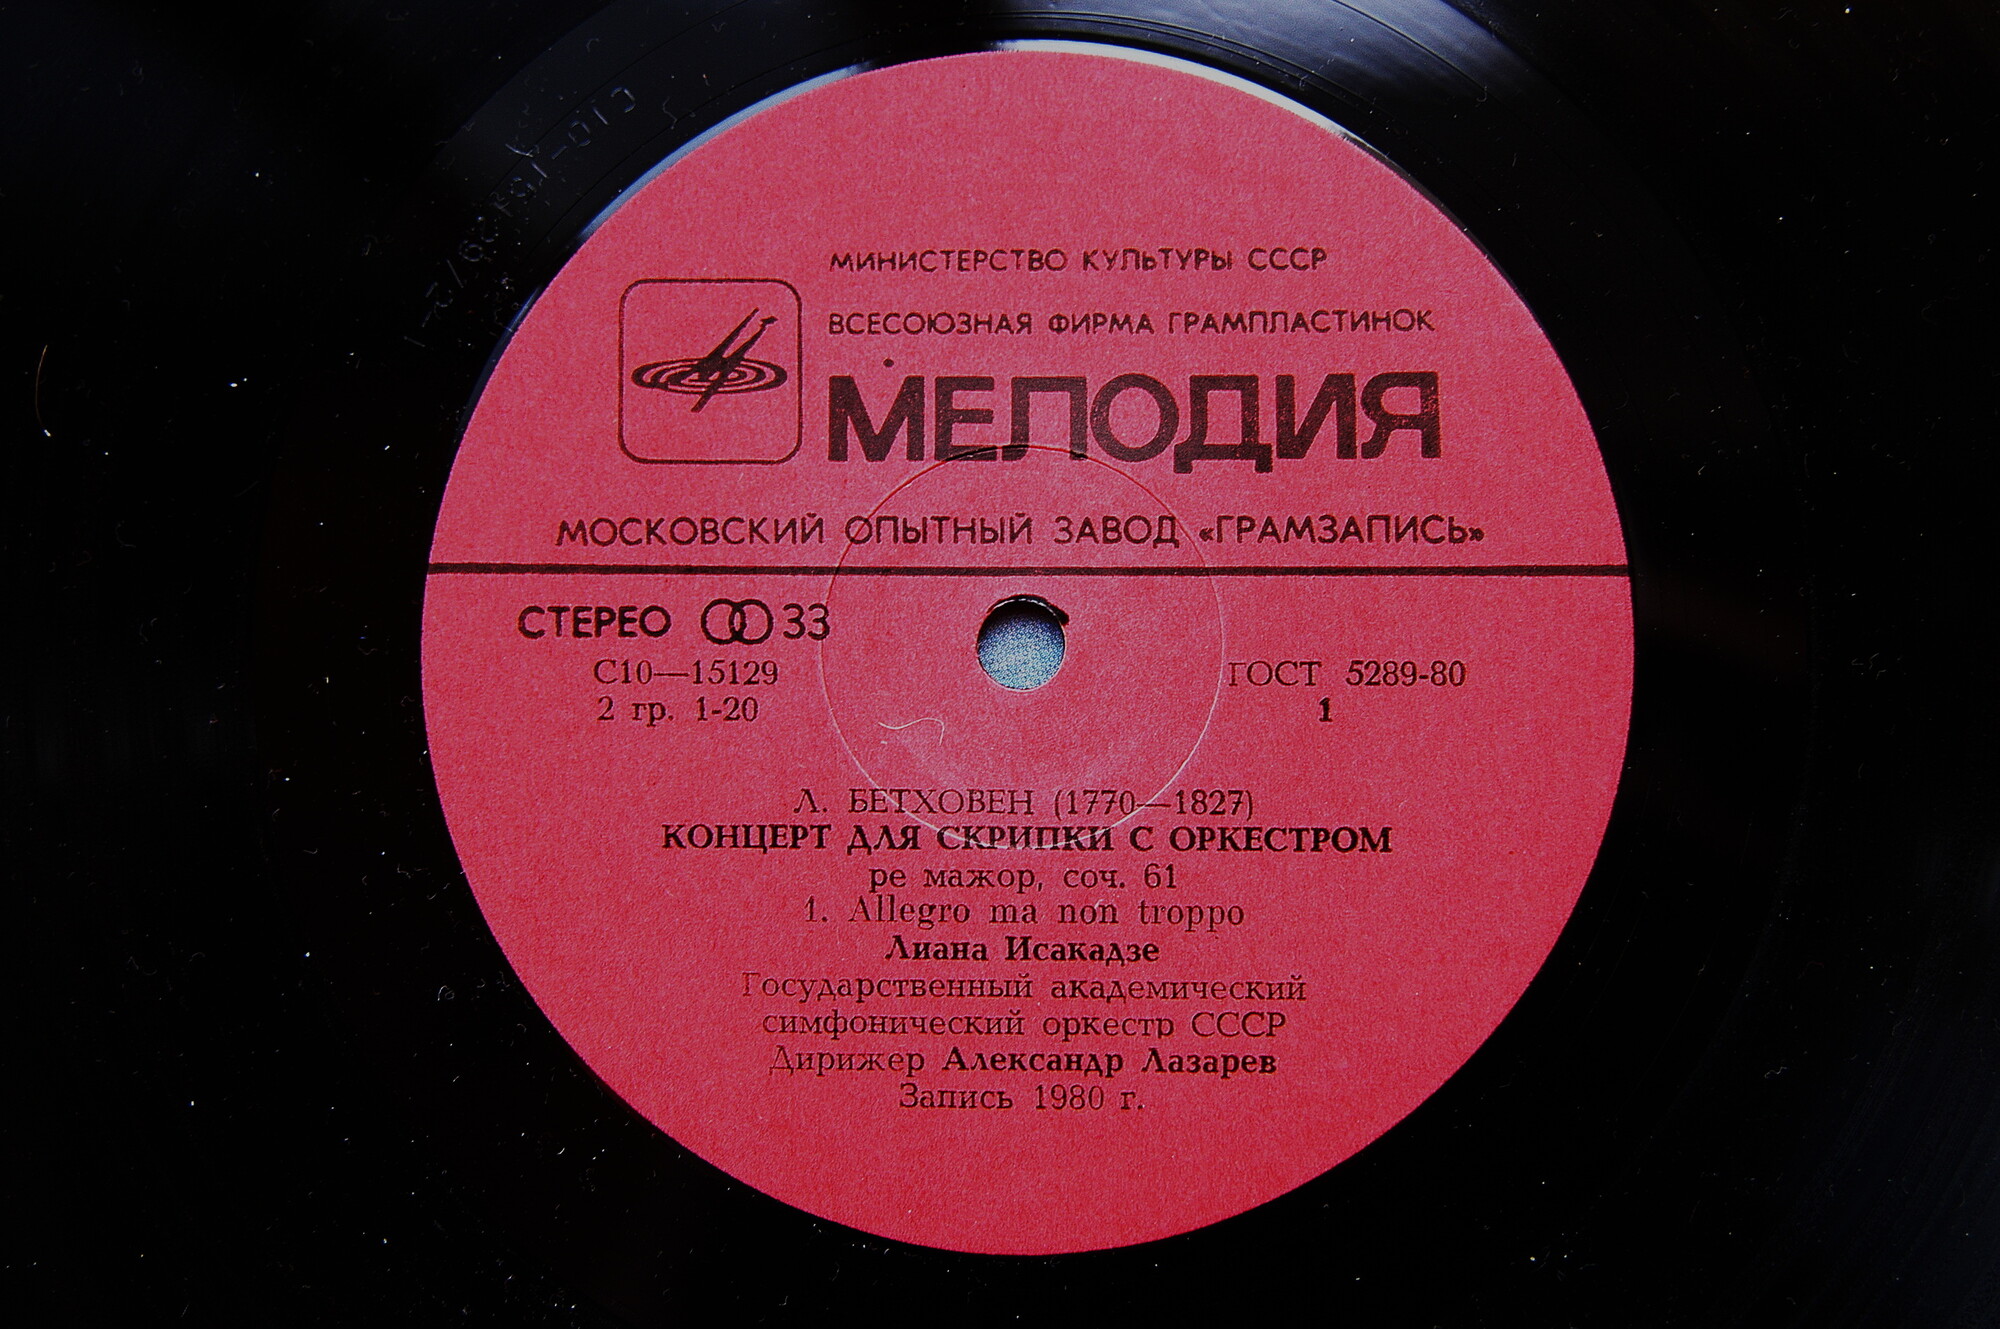 МИНИСТЕРСТВО КУЛЬТУРЫ СССР
ВСЕСОЮЗНАЯ ФИРМА ГРАМПЛАСТИНОК
МЕЛОДИЯ
МОСКОВСКИЙ ОПЫТНЫЙ ЗАВОД «ГРАМЗАПИСЬ»
СТЕРЕО 33
С10—15129
2 гр. 1-20
ГОСТ 5289-80
1
Л. БЕТХОВЕН (1770—1827)
КОНЦЕРТ ДЛЯ СКРИПКИ С ОРКЕСТРОМ
ре мажор, соч. 61
1. Allegro ma non troppo
Лиана Исакадзе
Государственный академический
симфонический оркестр СССР
Дирижер Александр Лазарев
Запись 1980 г.